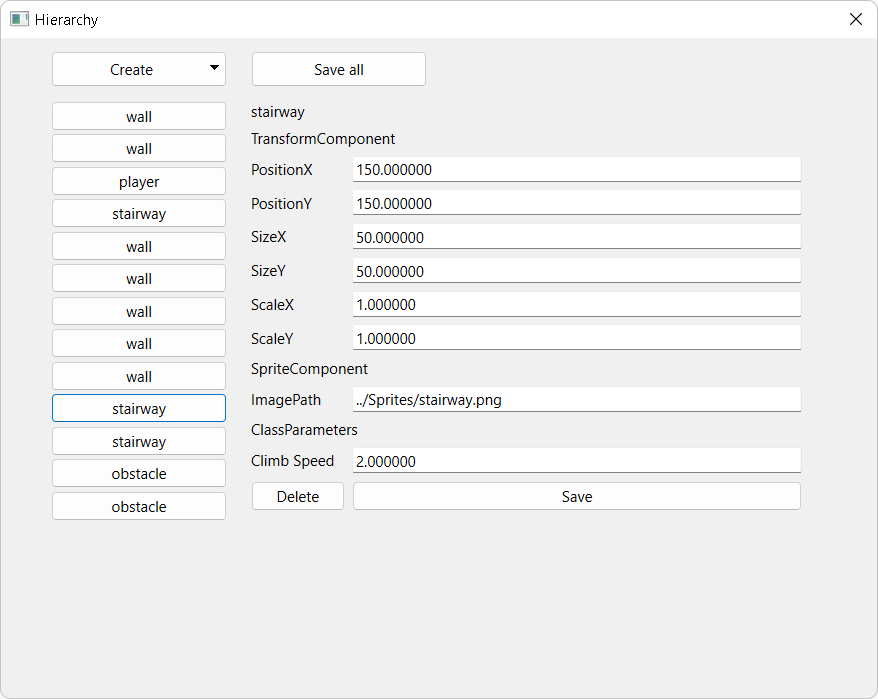 Hierarchy
Create
Save all
wall
wall
player
stairway
wall
wall
wall
wall
wall
stairway
stairway
obstacle
obstacle
stairway
TransformComponent
PositionX 150.000000
PositionY 150.000000
SizeX 50.000000
SizeY 50.000000
ScaleX 1.000000
ScaleY 1.000000
SpriteComponent
ImagePath ../Sprites/stairway.png
ClassParameters
Climb Speed 2.000000
Delete Save